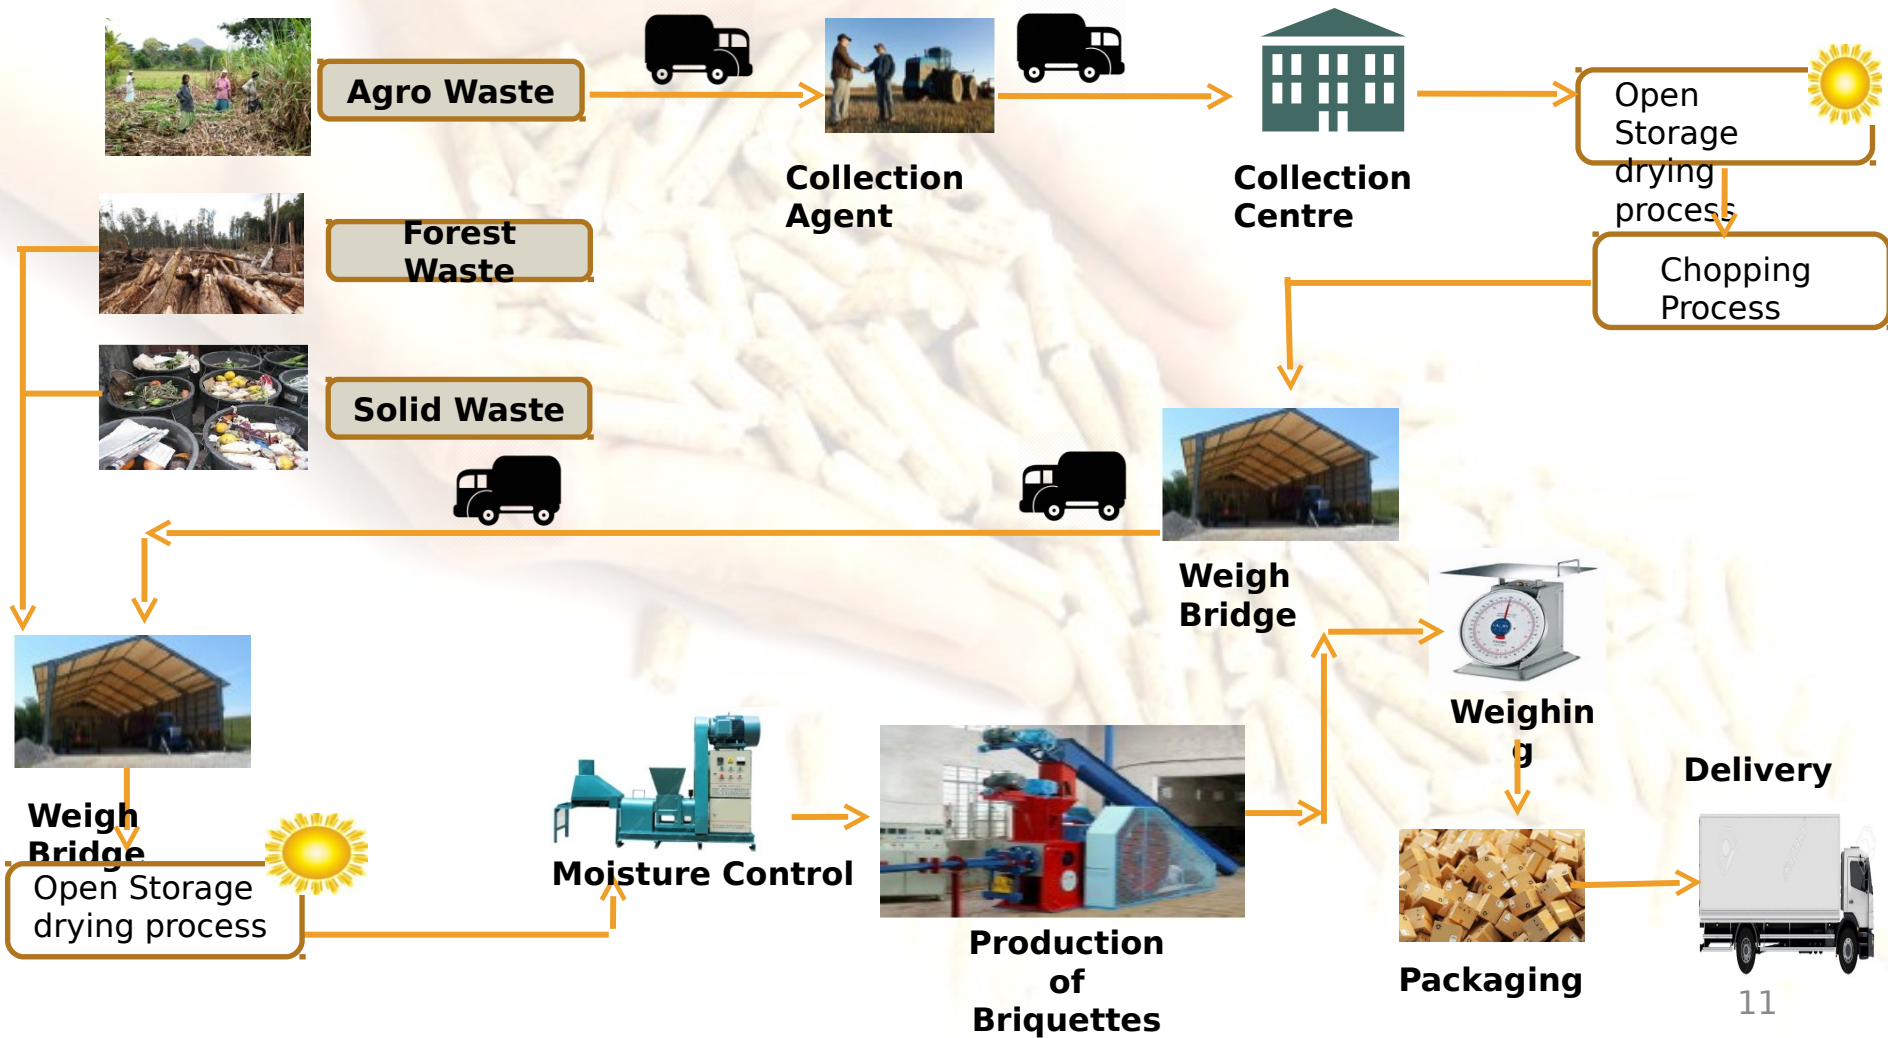 Agro Waste
Collection
Agent
Collection
Centre
Open
Storage
drying
process
Forest
Waste
Chopping
Process
Solid Waste
Weigh
Bridge
Weighin
g
Delivery
Weigh
Bridge
Open Storage
drying process
Moisture Control
Production
of
Briquettes
Packaging
11